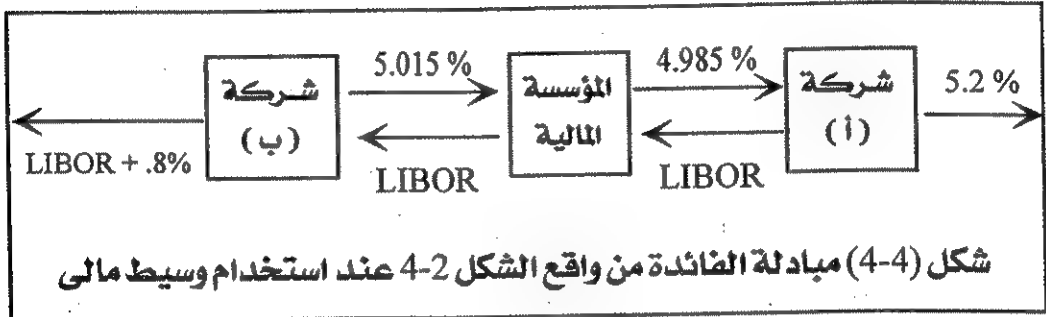 5.015 %
4.985 %
5.2 %
شركة
(ب)
المؤسسة
المالية
شركة
(أ)
LIBOR + .8%
LIBOR
LIBOR
شكل (4-4) مبادلة الفائدة من واقع الشكل 2-4 عند استخدام وسيط مالى